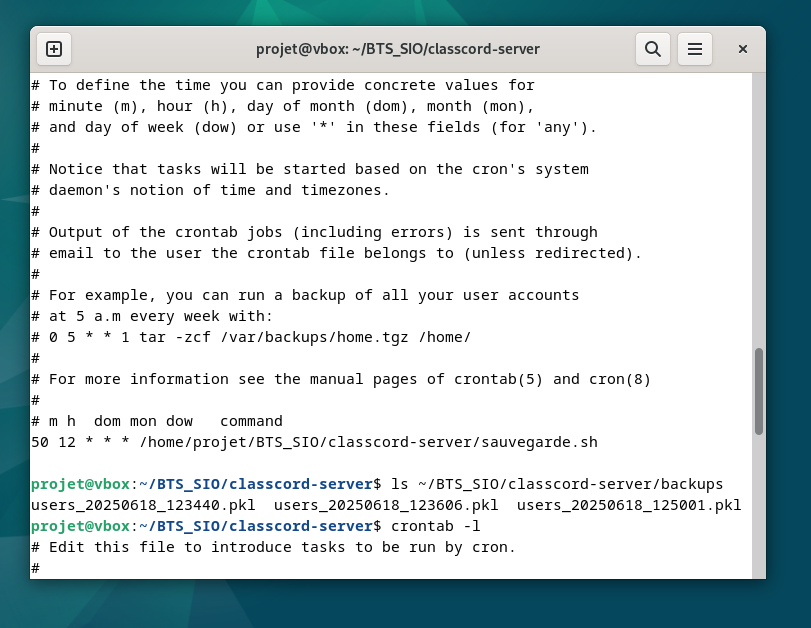 projet@vbox: ~/BTS_SIO/classcord-server
# To define the time you can provide concrete values for
# minute (m), hour (h), day of month (dom), month (mon),
# and day of week (dow) or use '*' in these fields (for 'any').
#
# Notice that tasks will be started based on the cron's system
# daemon's notion of time and timezones.
#
# Output of the crontab jobs (including errors) is sent through
# email to the user the crontab file belongs to (unless redirected).
#
# For example, you can run a backup of all your user accounts
# at 5 a.m every week with:
# 0 5 * * 1 tar -zcf /var/backups/home.tgz /home/
#
# For more information see the manual pages of crontab(5) and cron(8)
#
# m h  dom mon dow   command
50 12 * * * /home/projet/BTS_SIO/classcord-server/sauvegarde.sh
projet@vbox:~/BTS_SIO/classcord-server$ ls ~/BTS_SIO/classcord-server/backups
users_20250618_123440.pkl  users_20250618_123606.pkl  users_20250618_125001.pkl
projet@vbox:~/BTS_SIO/classcord-server$ crontab -l
# Edit this file to introduce tasks to be run by cron.
#